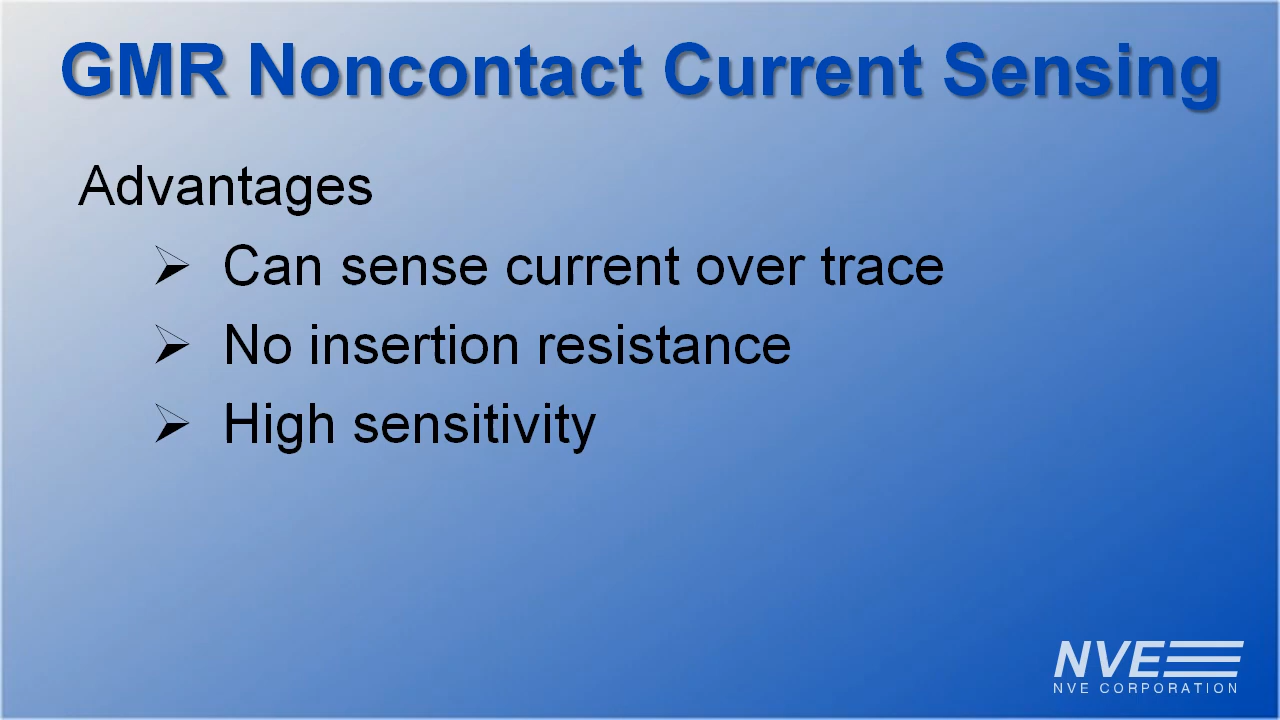 GMR Noncontact Current Sensing
Advantages
➢ Can sense current over trace
➢ No insertion resistance
➢ High sensitivity
NVE
NVE CORPORATION